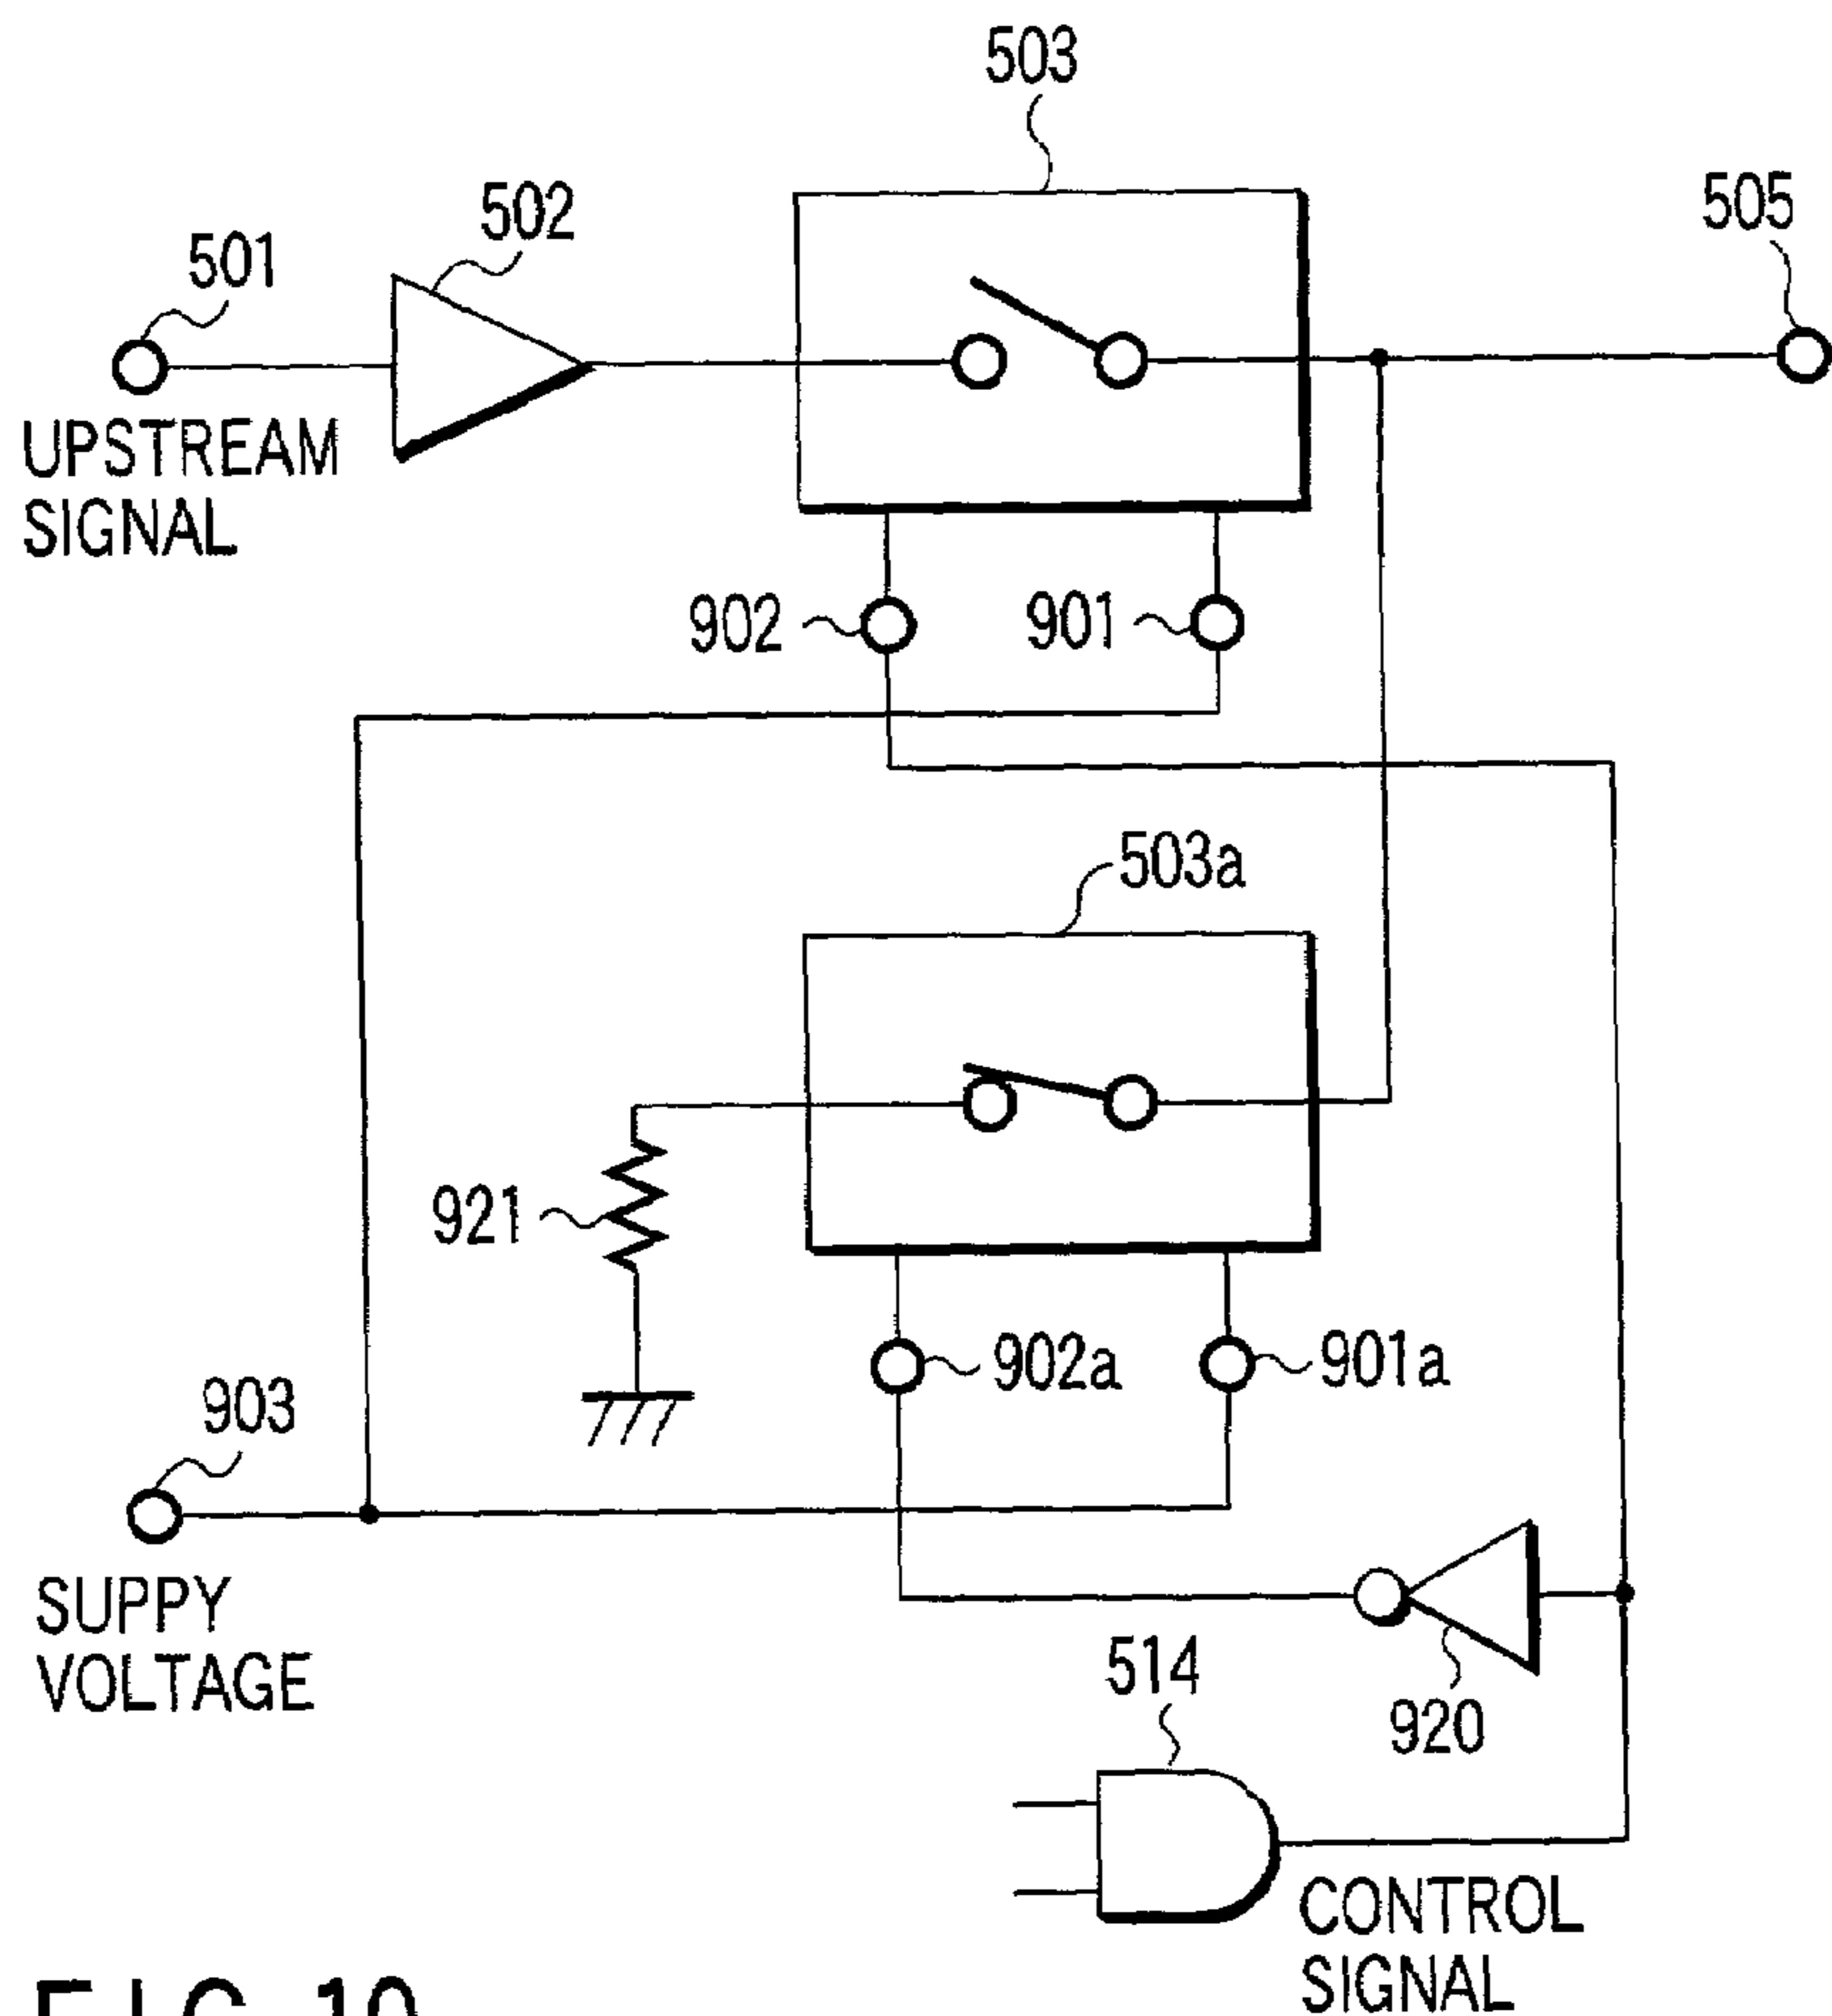 503
502
505
501
UPSTREAM
SIGNAL
902
901
503a
921
902a
901a
903
SUPPY
VOLTAGE
514
920
CONTROL
SIGNAL